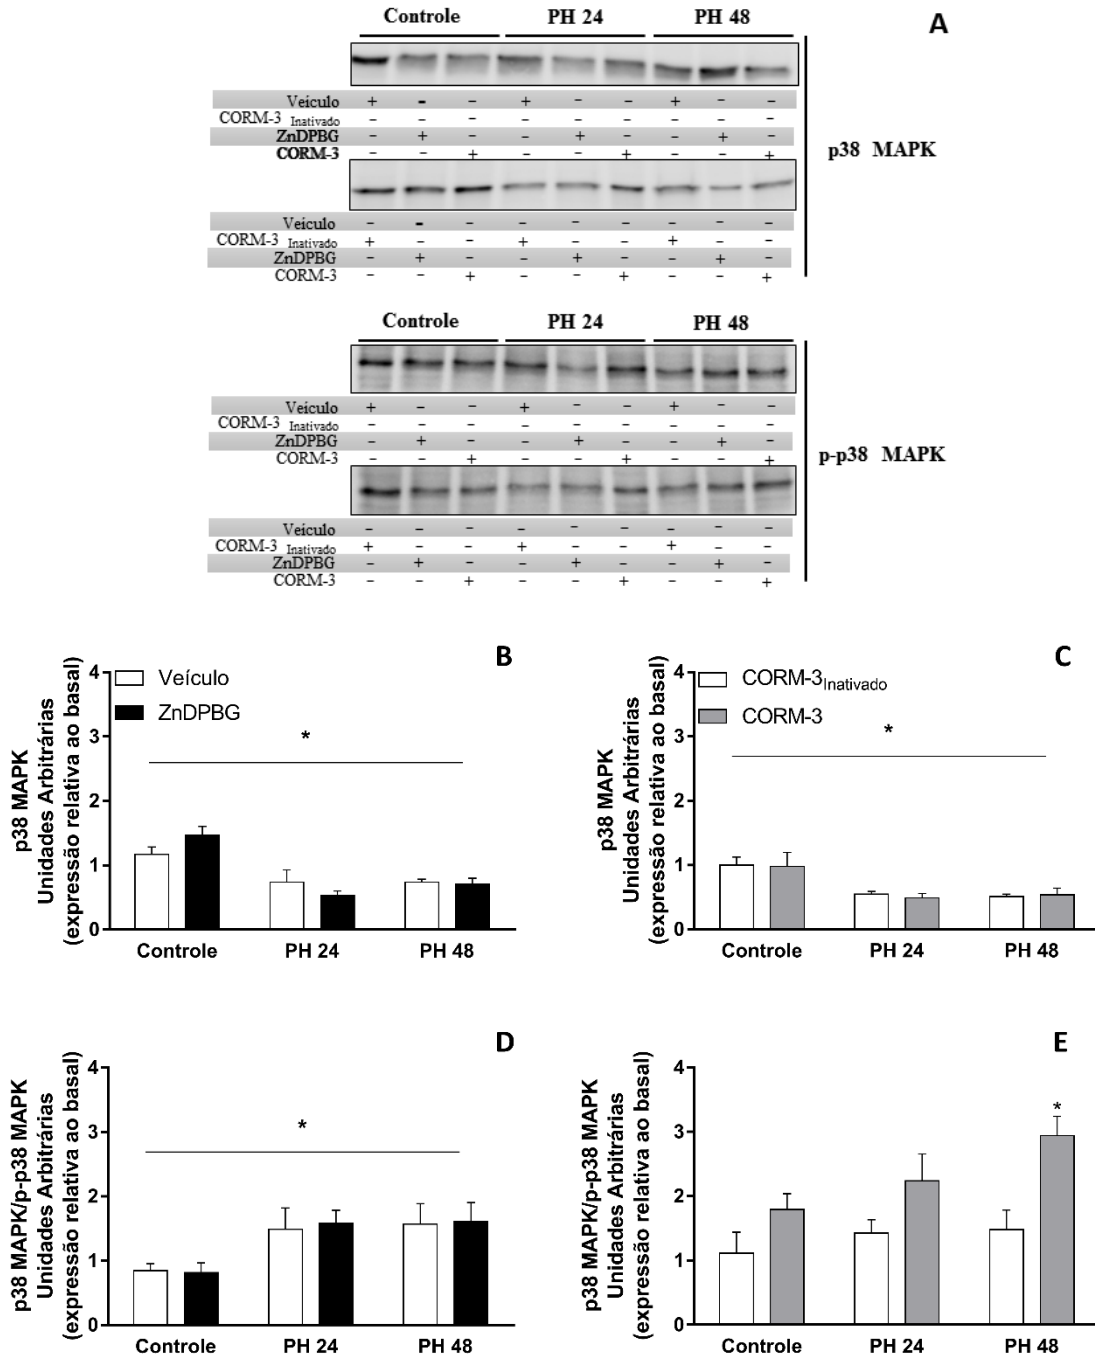 A
Controle PH 24 PH 48
Veículo + - - + - - + - -
CORM-3 Inativado - - - - - - - - -
ZnDPBG - + - - + - - + -
CORM-3 - - + - - + - - +
p38 MAPK
Veículo - - - - - - - - -
CORM-3 Inativado + - - + - - + - -
ZnDPBG - + - - + - - + -
CORM-3 - - + - - + - - +
Controle PH 24 PH 48
Veículo + - - + - - + - -
CORM-3 Inativado - - - - - - - - -
ZnDPBG - + - - + - - + -
CORM-3 - - + - - + - - +
p-p38 MAPK
Veículo - - - - - - - - -
CORM-3 Inativado + - - + - - + - -
ZnDPBG - + - - + - - + -
CORM-3 - - + - - + - - +
B
p38 MAPK
Unidades Arbitrárias
(expressão relativa ao basal)
4
3
2
1
0
Veículo
ZnDPBG
*
Controle PH 24 PH 48
C
p38 MAPK
Unidades Arbitrárias
(expressão relativa ao basal)
4
3
2
1
0
CORM-3Inativado
CORM-3
*
Controle PH 24 PH 48
D
p38 MAPK/p-p38 MAPK
Unidades Arbitrárias
(expressão relativa ao basal)
4
3
2
1
0
*
Controle PH 24 PH 48
E
p38 MAPK/p-p38 MAPK
Unidades Arbitrárias
(expressão relativa ao basal)
4
3
2
1
0
*
Controle PH 24 PH 48